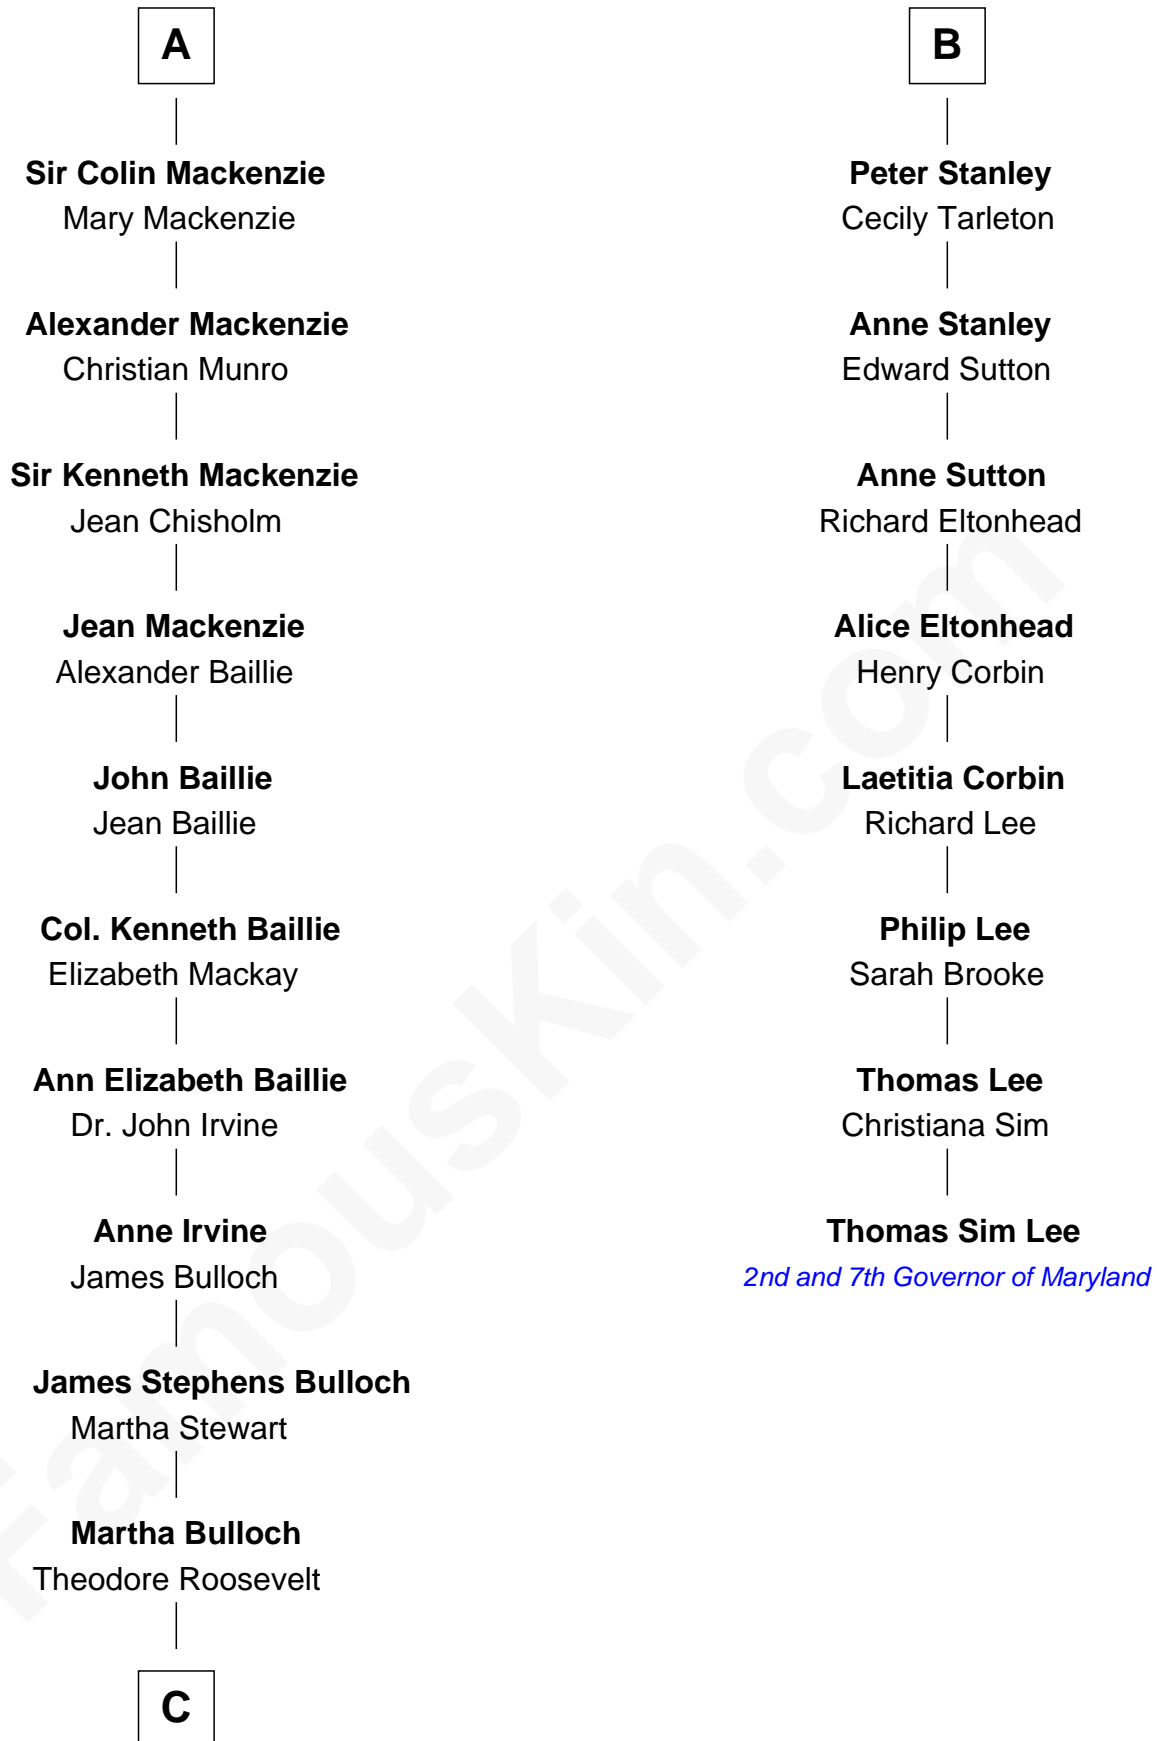 A
Sir Colin Mackenzie
Mary Mackenzie
Alexander Mackenzie
Christian Munro
Sir Kenneth Mackenzie
Jean Chisholm
Jean Mackenzie
Alexander Baillie
John Baillie
Jean Baillie
Col. Kenneth Baillie
Elizabeth Mackay
Ann Elizabeth Baillie
Dr. John Irvine
Anne Irvine
James Bulloch
James Stephens Bulloch
Martha Stewart
Martha Bulloch
Theodore Roosevelt
C
B
Peter Stanley
Cecily Tarleton
Anne Stanley
Edward Sutton
Anne Sutton
Richard Eltonhead
Alice Eltonhead
Henry Corbin
Laetitia Corbin
Richard Lee
Philip Lee
Sarah Brooke
Thomas Lee
Christiana Sim
Thomas Sim Lee
2nd and 7th Governor of Maryland
FamousKin.com